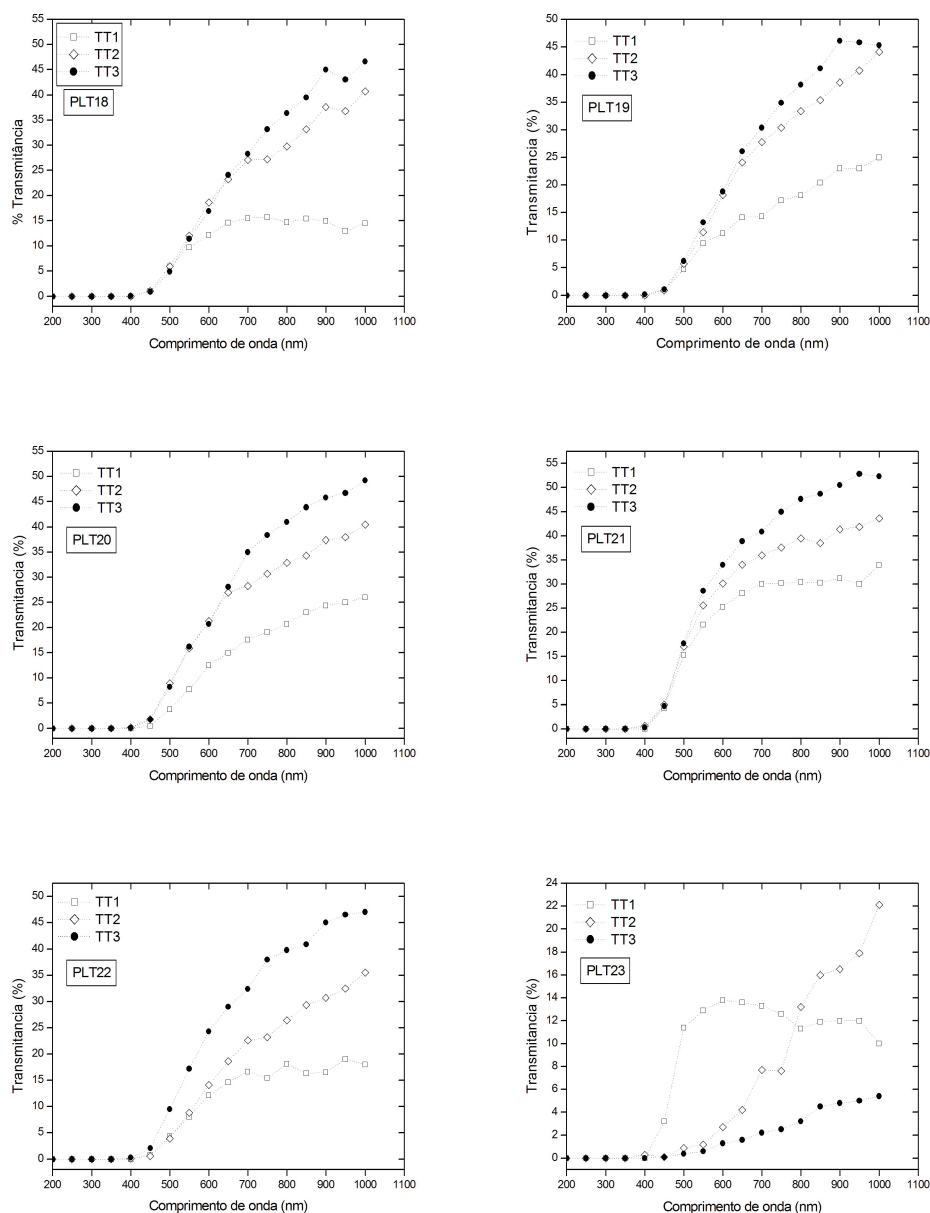 55
50
45
40
35
30
25
20
15
10
5
0
% Transmitância
TT1
TT2
TT3
PLT18
200 300 400 500 600 700 800 900 1000 1100
Comprimento de onda (nm)
50
45
40
35
30
25
20
15
10
5
0
Transmitancia (%)
TT1
TT2
TT3
PLT19
200 300 400 500 600 700 800 900 1000 1100
Comprimento de onda (nm)
55
50
45
40
35
30
25
20
15
10
5
0
Transmitancia (%)
TT1
TT2
TT3
PLT20
200 300 400 500 600 700 800 900 1000 1100
Comprimento de onda (nm)
55
50
45
40
35
30
25
20
15
10
5
0
Transmitancia (%)
TT1
TT2
TT3
PLT21
200 300 400 500 600 700 800 900 1000 1100
Comprimento de onda (nm)
50
45
40
35
30
25
20
15
10
5
0
Transmitancia (%)
TT1
TT2
TT3
PLT22
200 300 400 500 600 700 800 900 1000 1100
Comprimento de onda (nm)
24
22
20
18
16
14
12
10
8
6
4
2
0
Transmitancia (%)
TT1
TT2
TT3
PLT23
200 300 400 500 600 700 800 900 1000 1100
Comprimento de onda (nm)